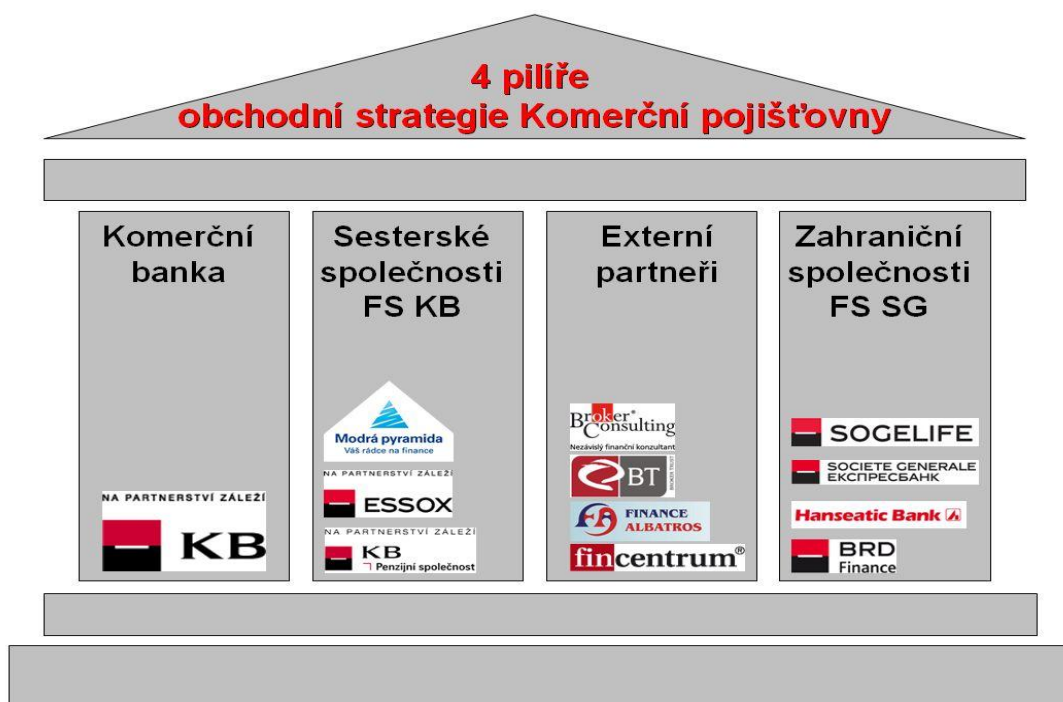 4 pilíře
obchodní strategie Komerční pojišťovny
Komerční
banka
NA PARTNERSTVÍ ZÁLEŽÍ
KB
Sesterské
společnosti
FS KB
Modrá pyramida
Váš rádce na finance
NA PARTNERSTVÍ ZÁLEŽÍ
ESSOX
NA PARTNERSTVÍ ZÁLEŽÍ
KB
Penzijní společnost
Externí
partneři
Broker
Consulting
Nezávislý finanční konzultant
BT
BROKER TRUST
FINANCE
ALBATROS
fincentrum®
Zahraniční
společnosti
FS SG
SOGELIFE
SOCIETE GENERALE
ЕКСПРЕСБАНК
Hanseatic Bank
BRD
Finance